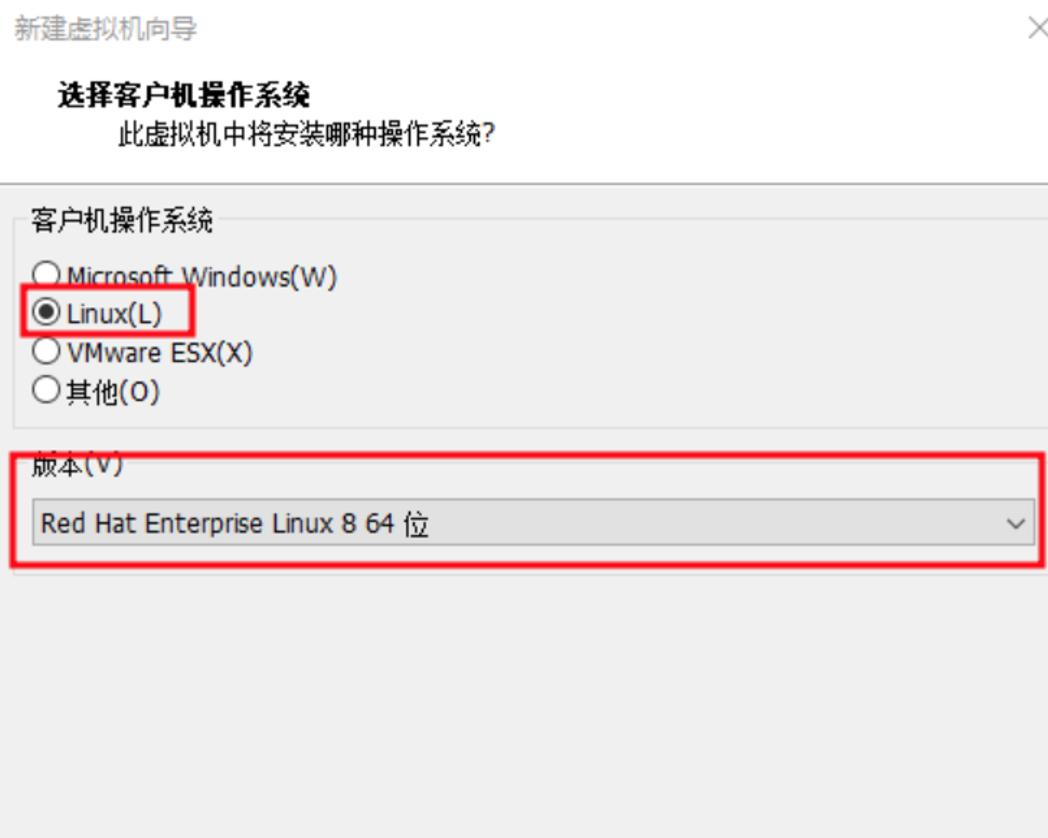 新建虚拟机向导
选择客户机操作系统
此虚拟机中将安装哪种操作系统?
客户机操作系统
Microsoft Windows(W)
Linux(L)
VMware ESX(X)
其他(O)
版本(V)
Red Hat Enterprise Linux 8 64 位